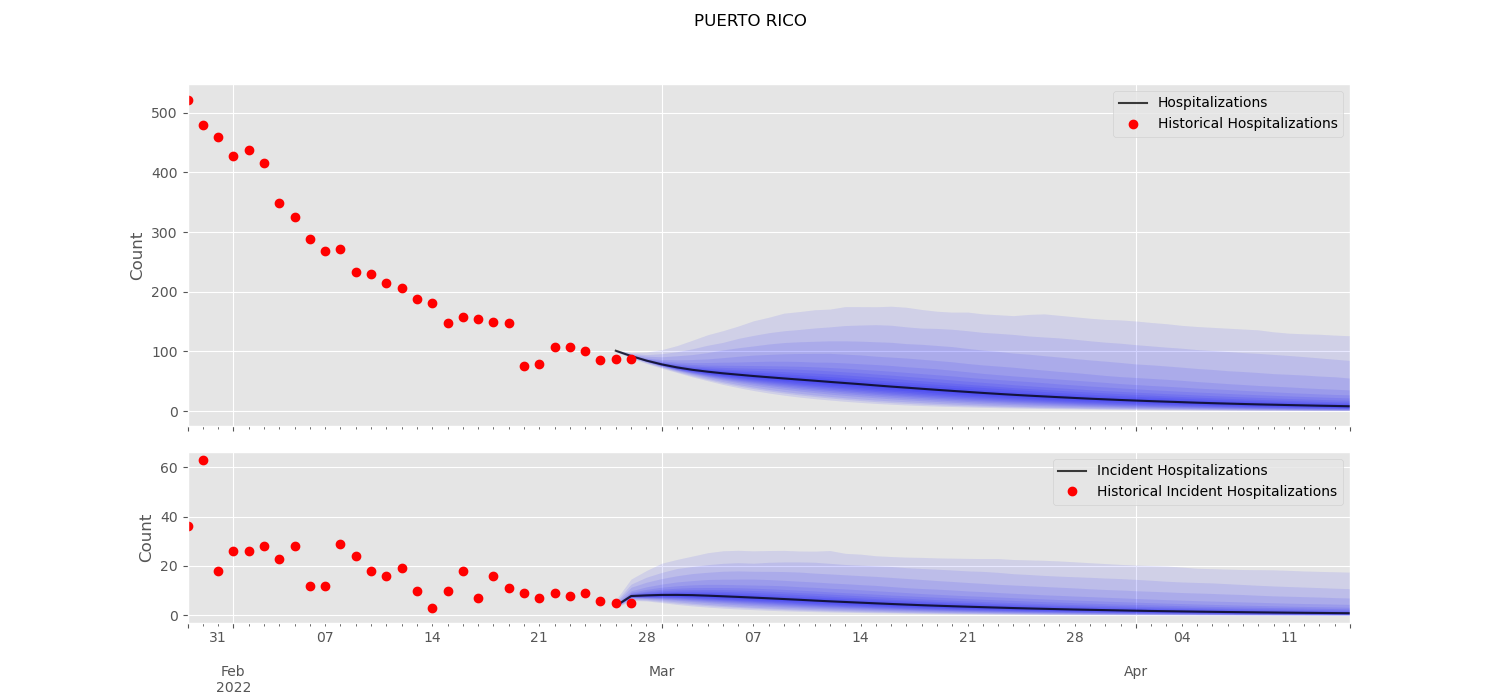 PUERTO RICO
Hospitalizations
Historical Hospitalizations
500
400
300
200
100
0
Count
Incident Hospitalizations
Historical Incident Hospitalizations
60
40
20
0
Count
31 07 14 21 28 07 14 21 28 04 11
Feb Mar Apr
2022